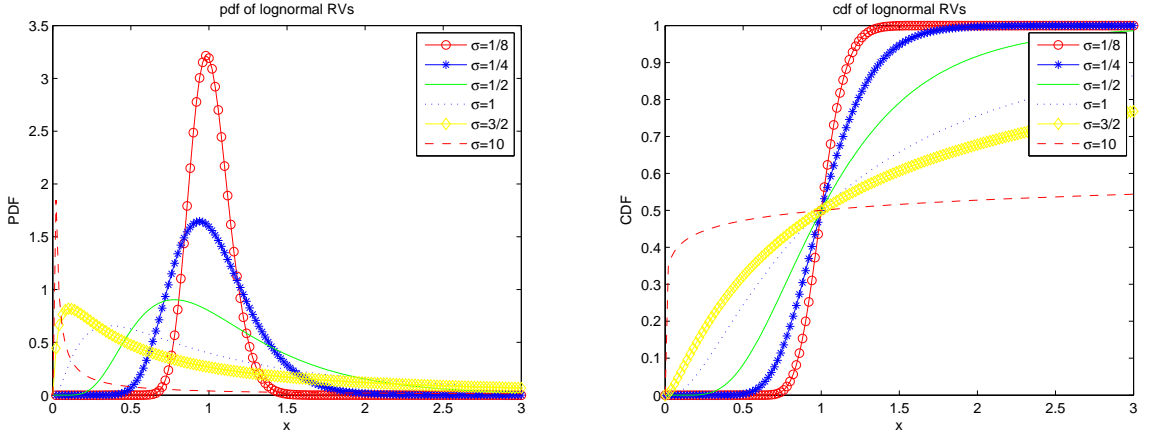 pdf of lognormal RVs
3.5
3
2.5
2
1.5
1
0.5
0
PDF
σ=1/8
σ=1/4
σ=1/2
σ=1
σ=3/2
σ=10
0 0.5 1 1.5 2 2.5 3
x
cdf of lognormal RVs
1
0.9
0.8
0.7
0.6
0.5
0.4
0.3
0.2
0.1
0
CDF
σ=1/8
σ=1/4
σ=1/2
σ=1
σ=3/2
σ=10
0 0.5 1 1.5 2 2.5 3
x